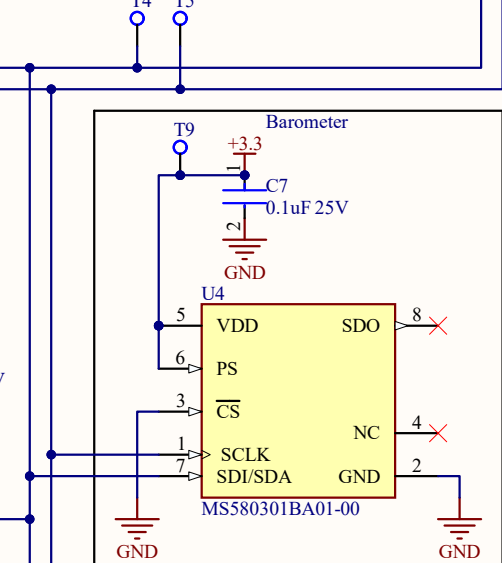 T4 T5
Barometer
T9
+3.3
1
C7
0.1uF 25V
2
GND
U4
5 VDD SDO 8
6 PS
3 CS
NC 4
1 SCLK
7 SDI/SDA GND 2
MS580301BA01-00
GND
GND